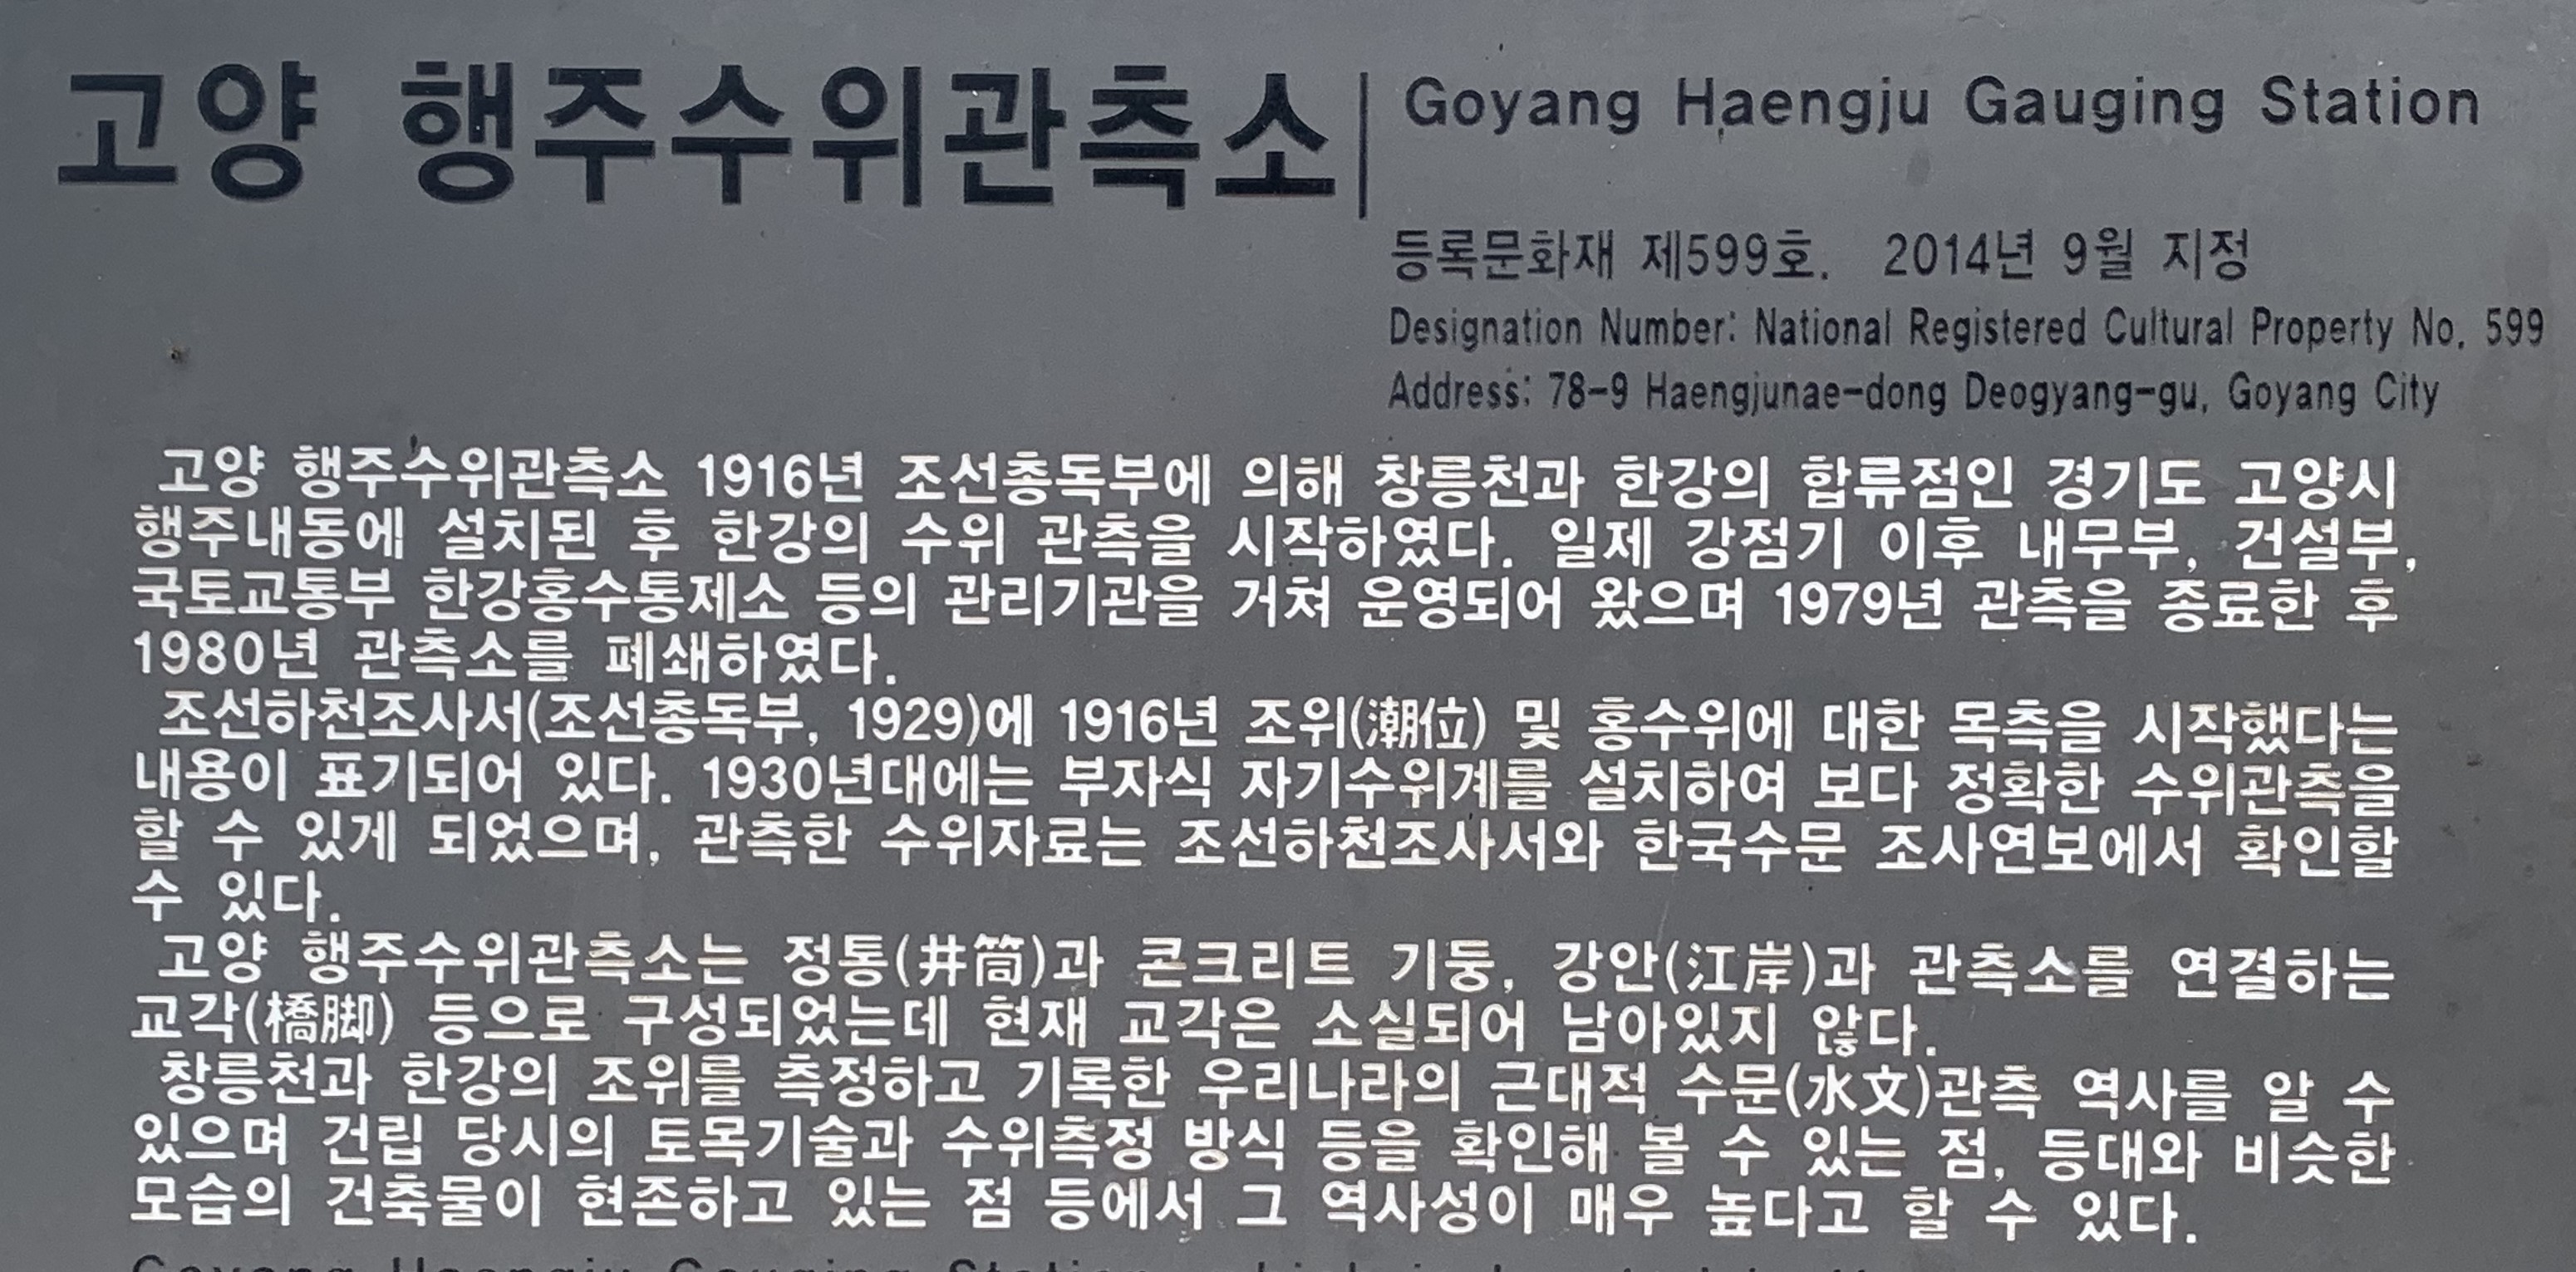 고양 행주수위관측소
Goyang Haengju Gauging Station
등록문화재 제599호. 2014년 9월 지정
Designation Number: National Registered Cultural Property No. 599
Address: 78-9 Haengjunae-dong Deogyang-gu, Goyang City
고양 행주수위관측소 1916년 조선총독부에 의해 창릉천과 한강의 합류점인 경기도 고양시
행주내동에 설치된 후 한강의 수위 관측을 시작하였다. 일제 강점기 이후 내무부, 건설부,
국토교통부 한강홍수통제소 등의 관리기관을 거쳐 운영되어 왔으며 1979년 관측을 종료한 후
1980년 관측소를 폐쇄하였다.
조선하천조사서(조선총독부, 1929)에 1916년 조위(潮位) 및 홍수위에 대한 목측을 시작했다는
내용이 표기되어 있다. 1930년대에는 부자식 자기수위계를 설치하여 보다 정확한 수위관측을
할 수 있게 되었으며, 관측한 수위자료는 조선하천조사서와 한국수문 조사연보에서 확인할
수 있다.
고양 행주수위관측소는 정통(井筒)과 콘크리트 기둥, 강안(江岸)과 관측소를 연결하는
교각(橋脚) 등으로 구성되었는데 현재 교각은 소실되어 남아있지 않다.
창릉천과 한강의 조위를 측정하고 기록한 우리나라의 근대적 수문(水文)관측 역사를 알 수
있으며 건립 당시의 토목기술과 수위측정 방식 등을 확인해 볼 수 있는 점, 등대와 비슷한
모습의 건축물이 현존하고 있는 점 등에서 그 역사성이 매우 높다고 할 수 있다.
Goyang Haengju Gauging Station